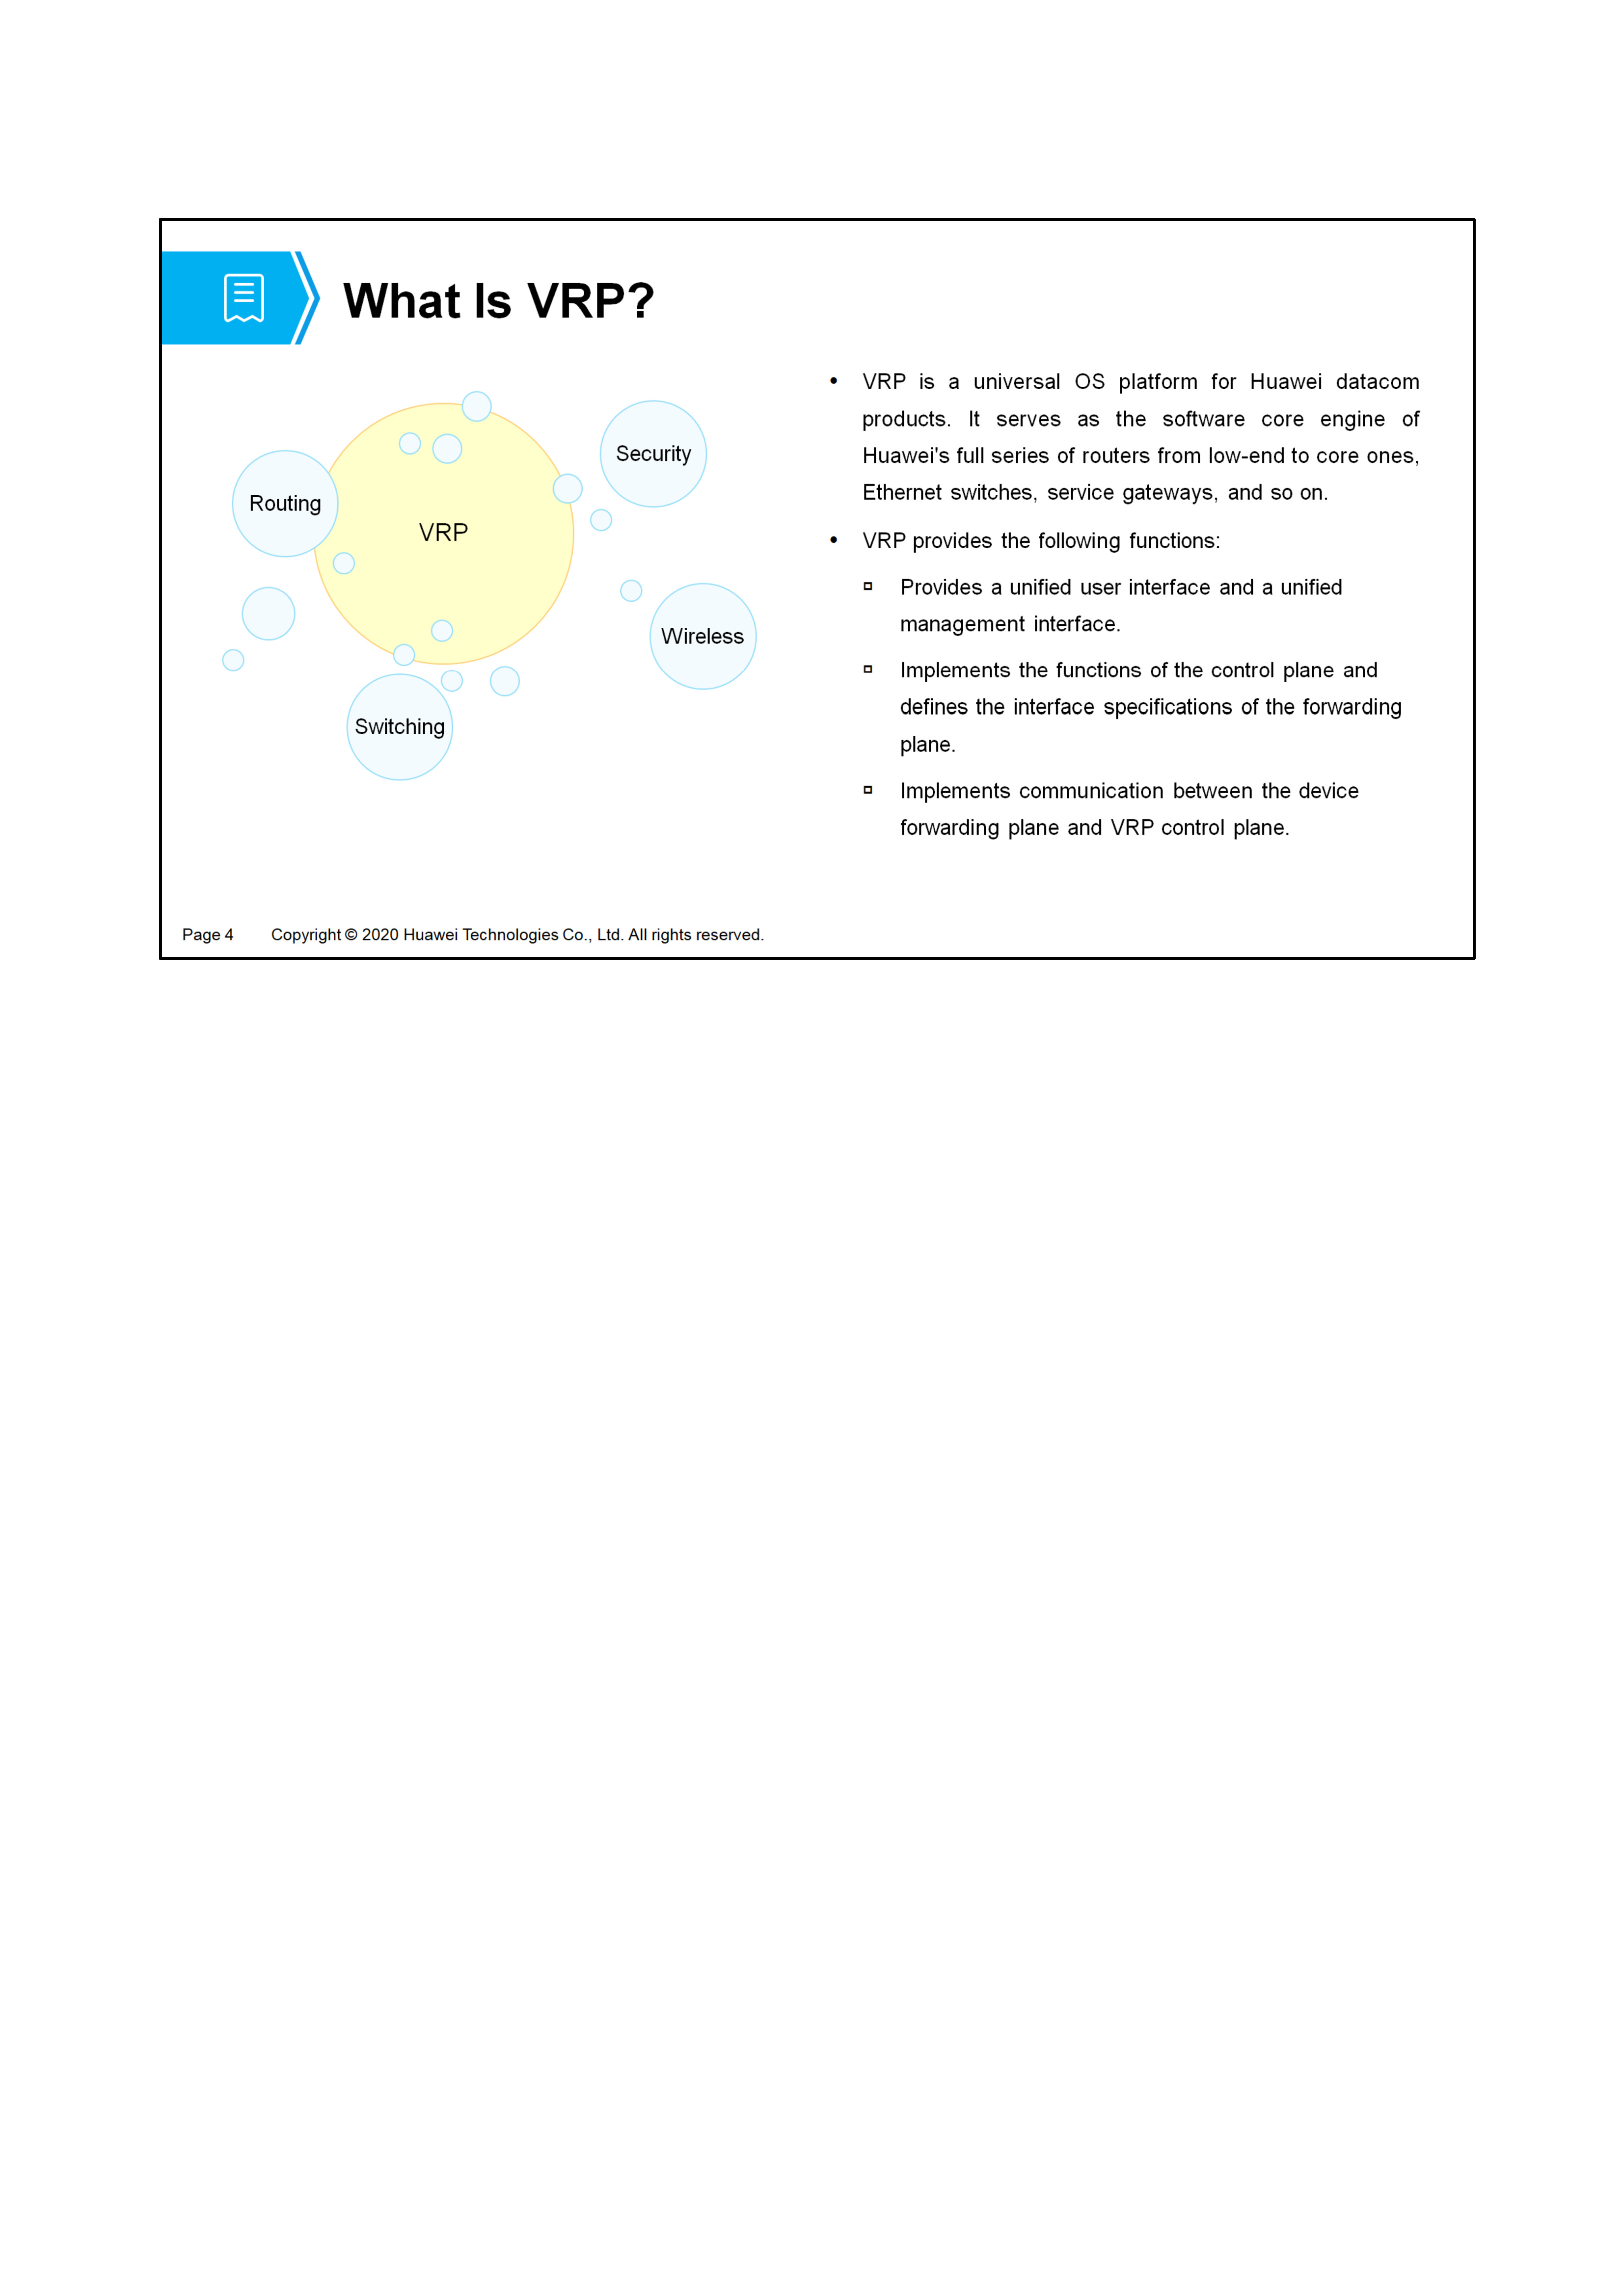 What Is VRP?
Routing
VRP
Security
Wireless
Switching
• VRP is a universal OS platform for Huawei datacom
products. It serves as the software core engine of
Huawei's full series of routers from low-end to core ones,
Ethernet switches, service gateways, and so on.
• VRP provides the following functions:
▫ Provides a unified user interface and a unified
management interface.
▫ Implements the functions of the control plane and
defines the interface specifications of the forwarding
plane.
▫ Implements communication between the device
forwarding plane and VRP control plane.
Page 4 Copyright © 2020 Huawei Technologies Co., Ltd. All rights reserved.